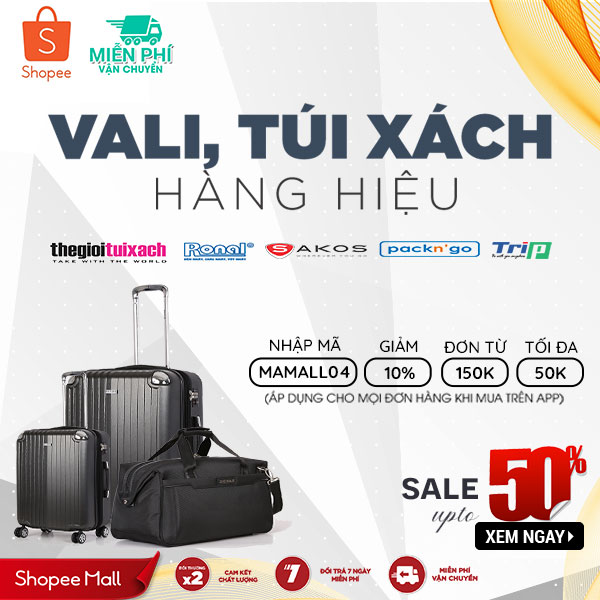 Shopee
MIỄN PHÍ
VẬN CHUYỂN
VALI, TÚI XÁCH
HÀNG HIỆU
thegioituixach
TAKE WITH THE WORLD
Ronal
SAKOS
packn'go
TriP
NHẬP MÃ GIẢM ĐƠN TỪ TỐI ĐA
MAMALL04 10% 150K 50K
(ÁP DỤNG CHO MỌI ĐƠN HÀNG KHI MUA TRÊN APP)
SALE
upto
50%
XEM NGAY
Shopee Mall
ĐỔI THƯỞNG
x2
CAM KẾT
CHẤT LƯỢNG
7
ĐỔI TRẢ 7 NGÀY
MIỄN PHÍ
MIỄN PHÍ
VẬN CHUYỂN